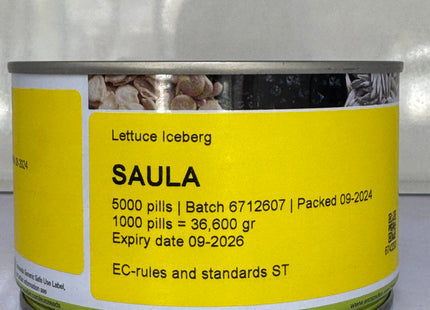 Lettuce Iceberg
SAULA
5000 pills | Batch 6712607 | Packed 09-2024
1000 pills = 36,600 gr
Expiry date 09-2026
EC-rules and standards ST